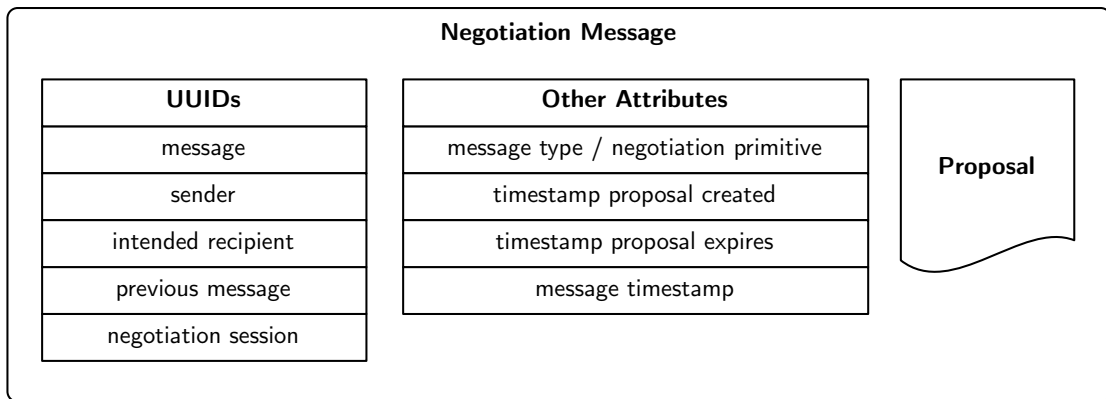 Negotiation Message
UUIDs
message
sender
intended recipient
previous message
negotiation session
Other Attributes
message type / negotiation primitive
timestamp proposal created
timestamp proposal expires
message timestamp
Proposal